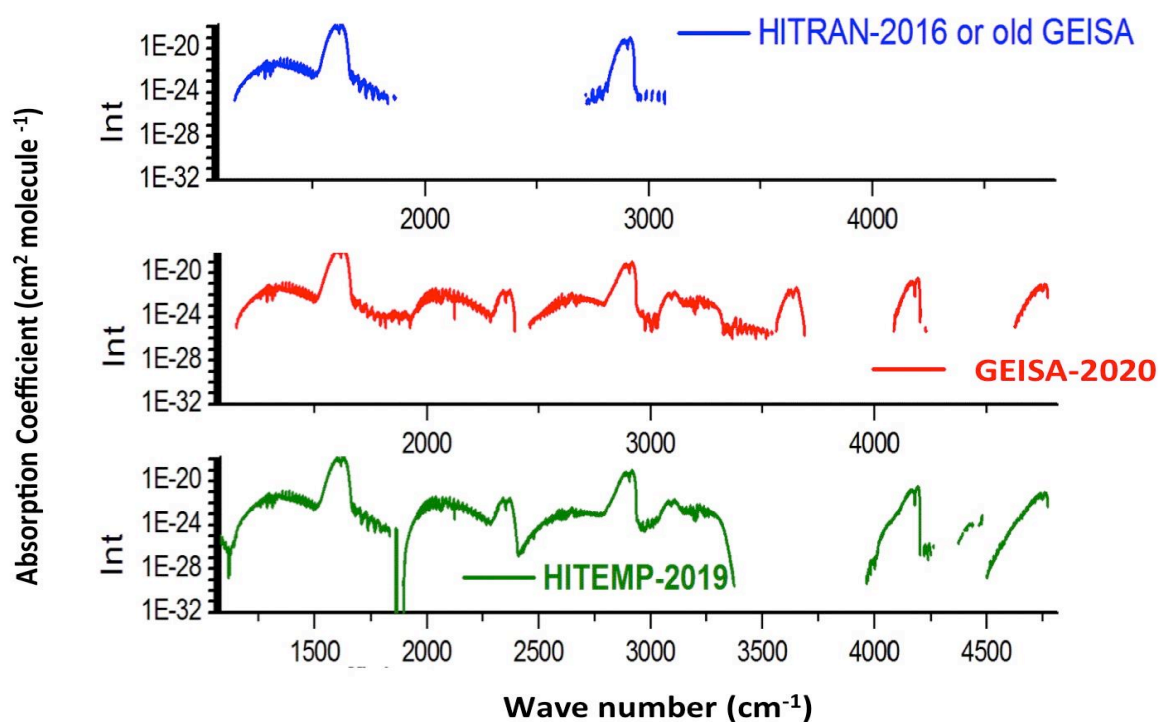 Absorption Coefficient (cm² molecule ⁻¹)
HITRAN-2016 or old GEISA
Int
1E-20
1E-24
1E-28
1E-32
2000 3000 4000
Int
1E-20
1E-24
1E-28
1E-32
GEISA-2020
2000 3000 4000
Int
1E-20
1E-24
1E-28
1E-32
HITEMP-2019
1500 2000 2500 3000 3500 4000 4500
Wave number (cm⁻¹)